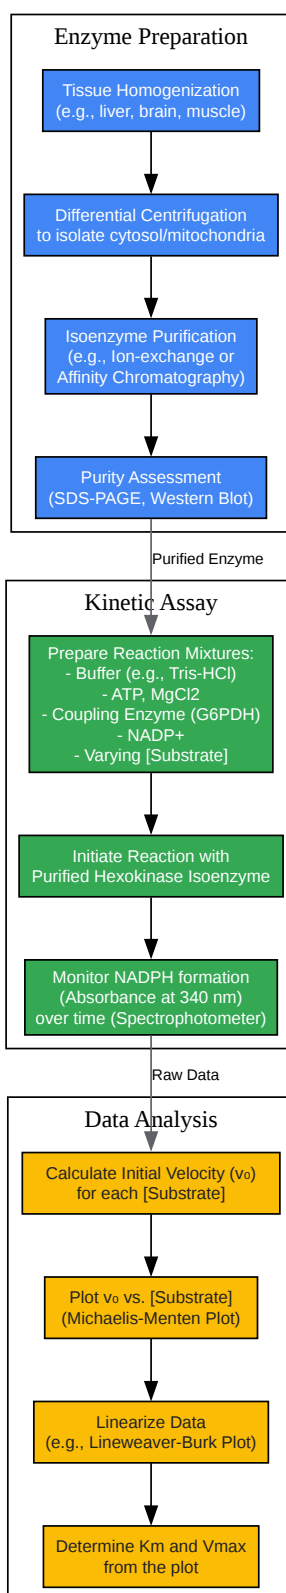 Enzyme Preparation
Tissue Homogenization
(e.g., liver, brain, muscle)
Differential Centrifugation
to isolate cytosol/mitochondria
Isoenzyme Purification
(e.g., Ion-exchange or
Affinity Chromatography)
Purity Assessment
(SDS-PAGE, Western Blot)
Purified Enzyme
Kinetic Assay
Prepare Reaction Mixtures:
- Buffer (e.g., Tris-HCl)
- ATP, MgCl2
- Coupling Enzyme (G6PDH)
- NADP+
- Varying [Substrate]
Initiate Reaction with
Purified Hexokinase Isoenzyme
Monitor NADPH formation
(Absorbance at 340 nm)
over time (Spectrophotometer)
Raw Data
Data Analysis
Calculate Initial Velocity (v₀)
for each [Substrate]
Plot v₀ vs. [Substrate]
(Michaelis-Menten Plot)
Linearize Data
(e.g., Lineweaver-Burk Plot)
Determine Km and Vmax
from the plot